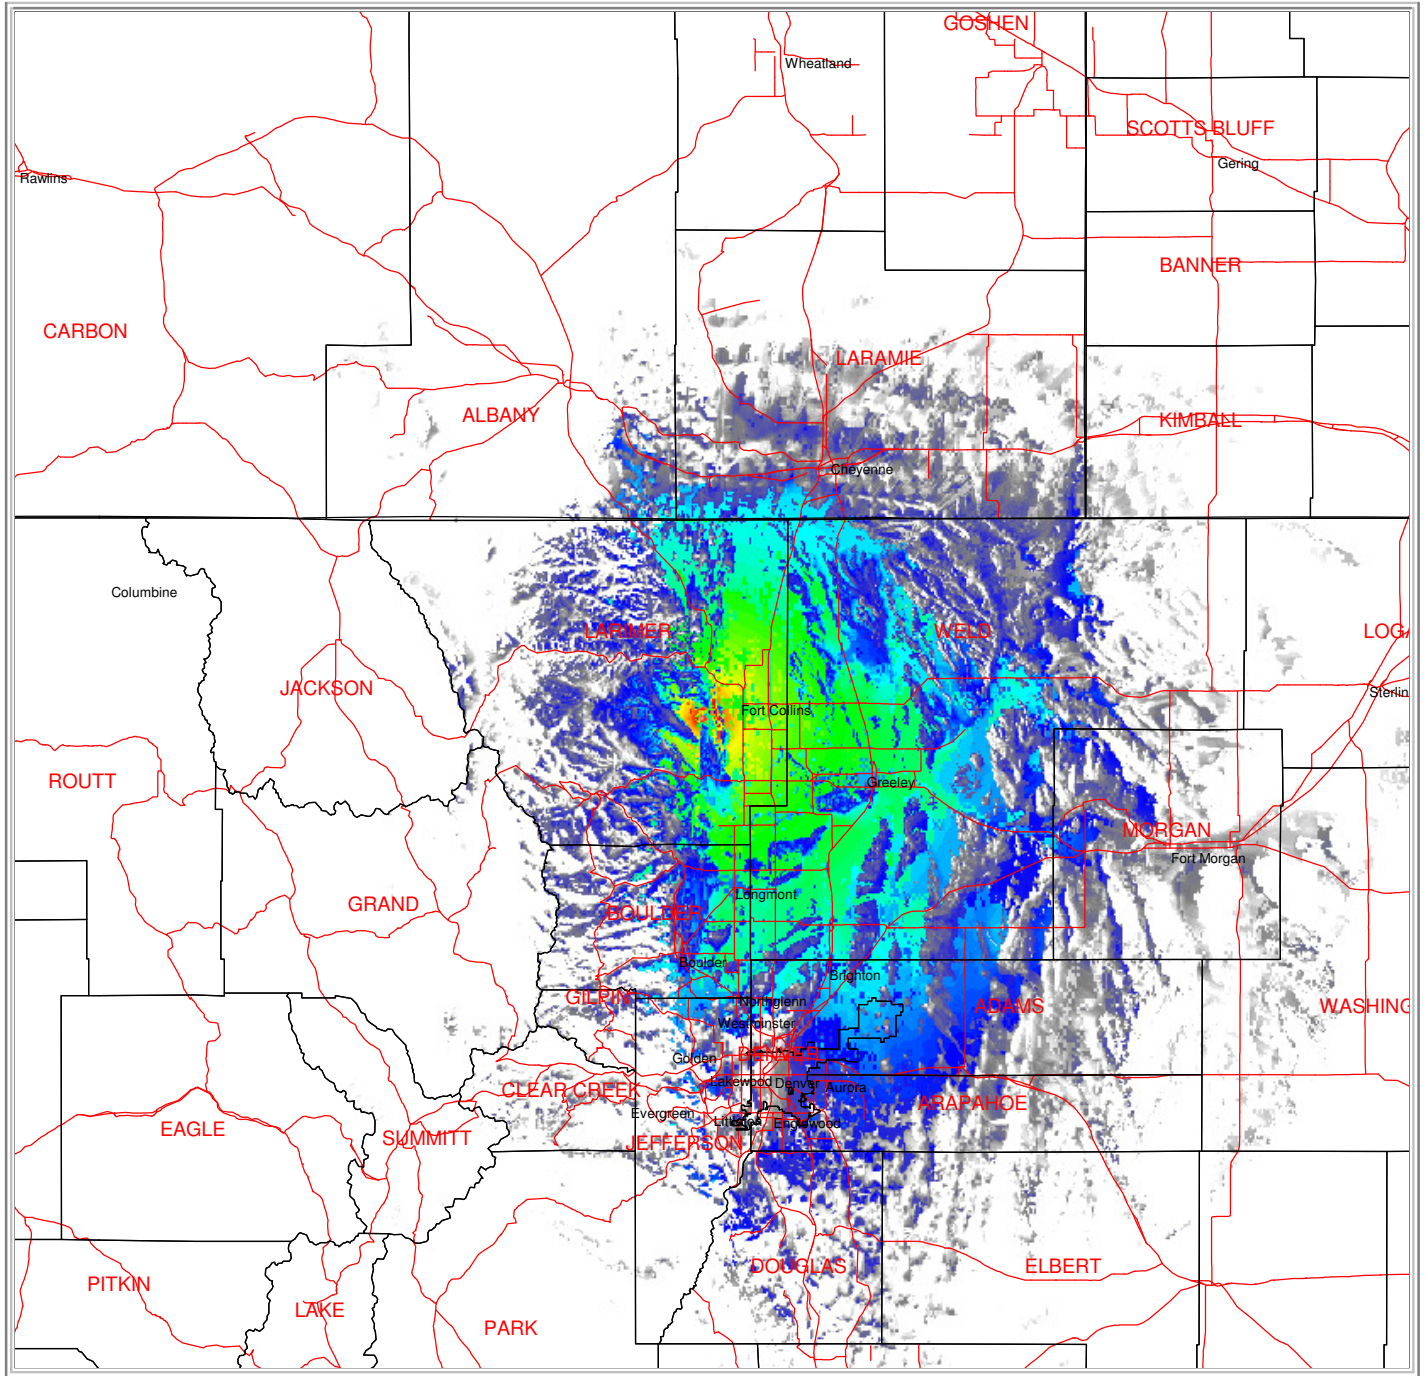 GOSHEN
Wheatland
SCOTTS BLUFF
Gering
Rawlins
BANNER
CARBON
LARAMIE
ALBANY
KIMBALL
Cheyenne
Columbine
LARIMER
WELD
LOGA
JACKSON
Sterlin
Fort Collins
ROUTT
Greeley
MORGAN
Fort Morgan
Longmont
GRAND
BOULDER
Boulder
Brighton
GILPIN
Northglenn
ADAMS
WASHING
Westminster
Golden
DENVER
CLEAR CREEK
Lakewood
Denver
Aurora
ARAPAHOE
Evergreen
Englewood
EAGLE
SUMMITT
JEFFERSON
DOUGLAS
ELBERT
PITKIN
LAKE
PARK